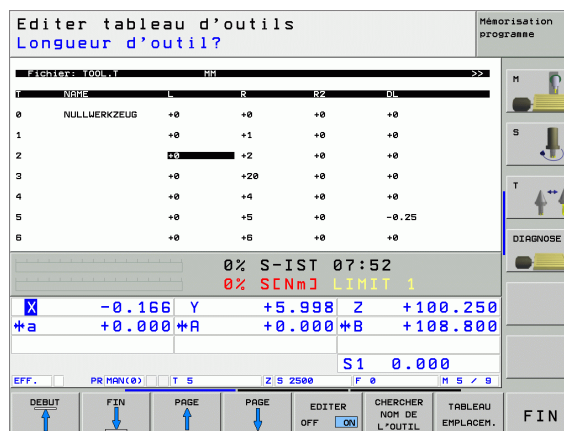 Editer tableau d'outils
Longueur d'outil?
Mémorisation
programme
Fichier: TOOL.T MM >>
T NAME L R R2 DL
0 NULLWERKZEUG +0 +0 +0 +0
1 +0 +1 +0 +0
2 +0 +2 +0 +0
3 +0 +20 +0 +0
4 +0 +4 +0 +0
5 +0 +5 +0 -0.25
6 +0 +6 +0 +0
M
S
T
DIAGNOSE
0% S-IST 07:52
0% S[Nm] LIMIT 1
X -0.166 Y +5.998 Z +100.250
a +0.000 A +0.000 B +108.800
S1 0.000
EFF. PR MAN(0) T 5 Z S 2500 F 0 M 5 / 9
DEBUT
FIN
PAGE
PAGE
EDITER
OFF ON
CHERCHER
NOM DE
L'OUTIL
TABLEAU
EMPLACEM.
FIN